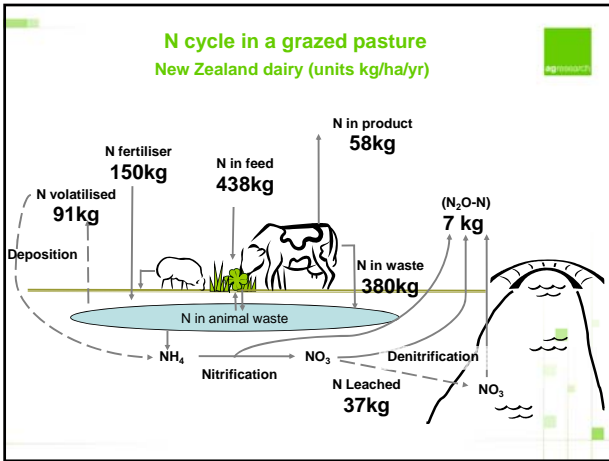 N cycle in a grazed pasture
New Zealand dairy (units kg/ha/yr)
agresearch
N in product
58kg
N fertiliser
150kg
N in feed
438kg
N volatilised
91kg
(N₂O-N)
7 kg
Deposition
N in waste
380kg
N in animal waste
NH₄
Nitrification
NO₃
Denitrification
N Leached
37kg
NO₃